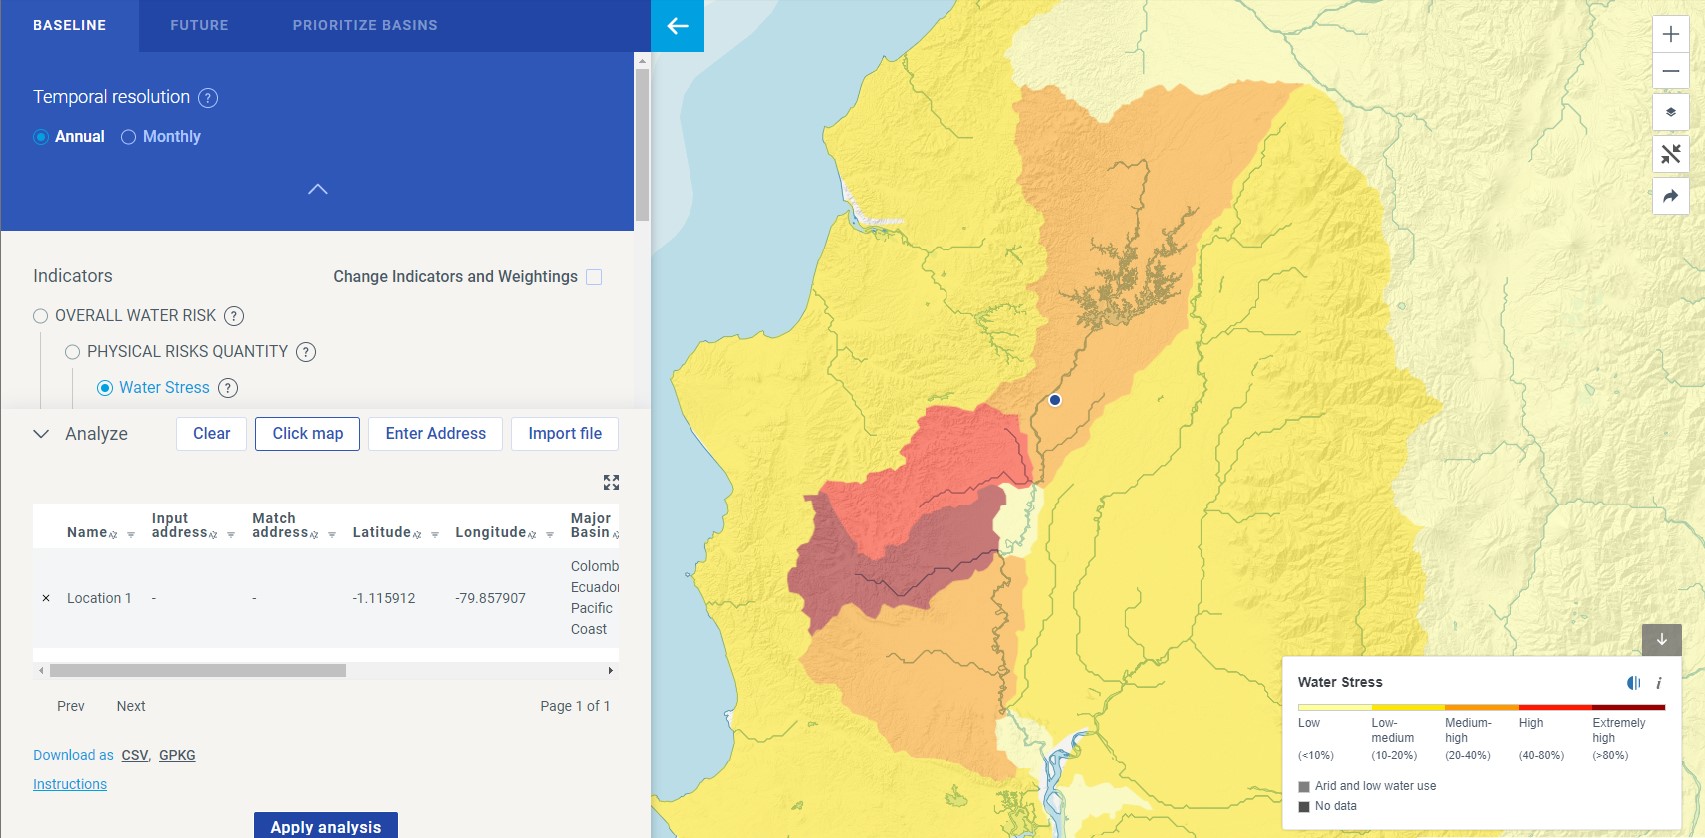 BASELINE FUTURE PRIORITIZE BASINS
Temporal resolution ?
Annual Monthly
Indicators Change Indicators and Weightings
OVERALL WATER RISK ?
PHYSICAL RISKS QUANTITY ?
Water Stress ?
Analyze Clear Click map Enter Address Import file
Name Input address Match address Latitude Longitude Major Basin
Location 1 - - -1.115912 -79.857907 Colomb
Ecuador
Pacific
Coast
Prev Next Page 1 of 1
Download as CSV, GPKG
Instructions
Apply analysis
Water Stress i
Low Low-medium Medium-high High Extremely high
(<10%) (10-20%) (20-40%) (40-80%) (>80%)
Arid and low water use
No data